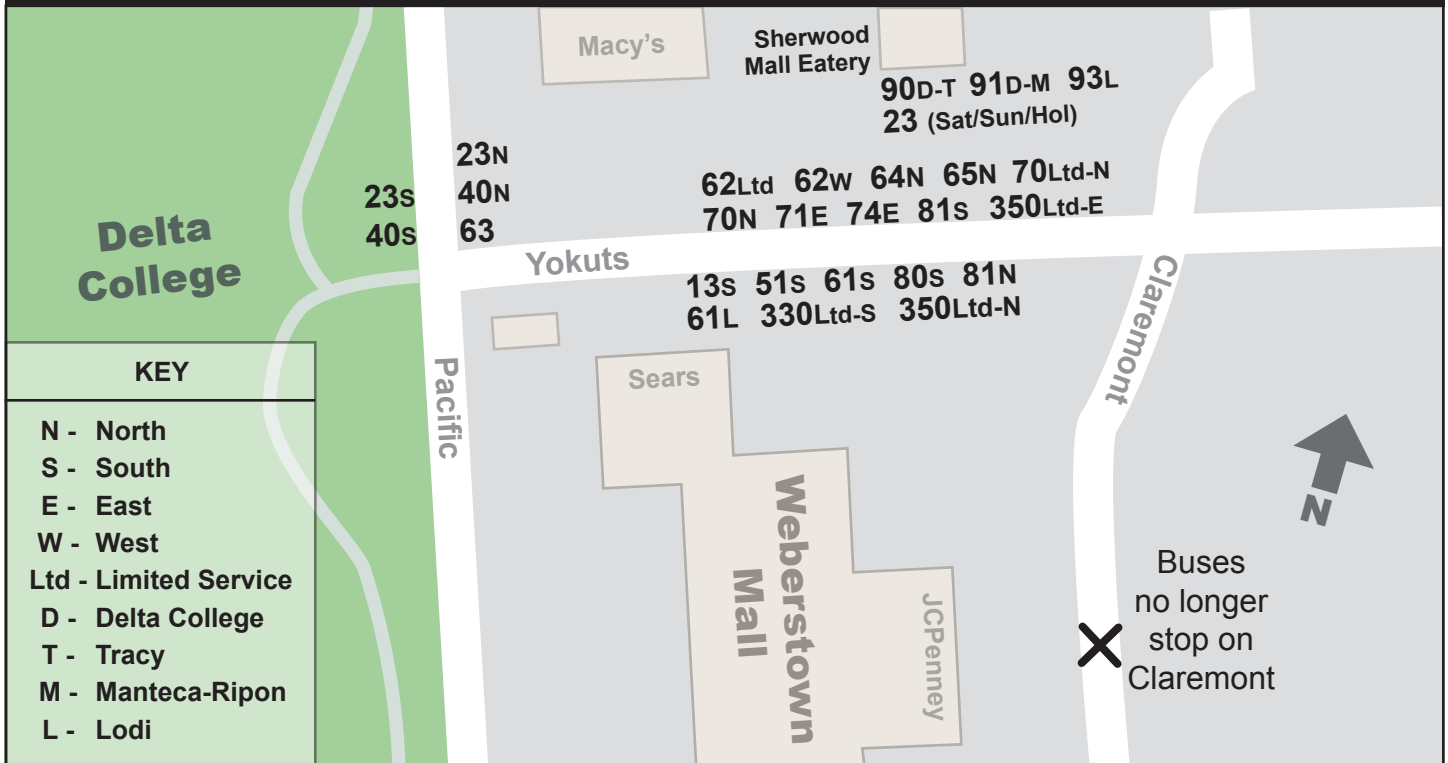 Macy's
Sherwood
Mall Eatery
90D-T 91D-M 93L
23 (Sat/Sun/Hol)
23N
40N
63
23S
40S
62Ltd 62W 64N 65N 70Ltd-N
70N 71E 74E 81S 350Ltd-E
Delta
College
Yokuts
13S 51S 61S 80S 81N
61L 330Ltd-S 350Ltd-N
Claremont
Pacific
Sears
Weberstown
Mall
JCPenney
N
Buses
no longer
stop on
Claremont
KEY
N - North
S - South
E - East
W - West
Ltd - Limited Service
D - Delta College
T - Tracy
M - Manteca-Ripon
L - Lodi